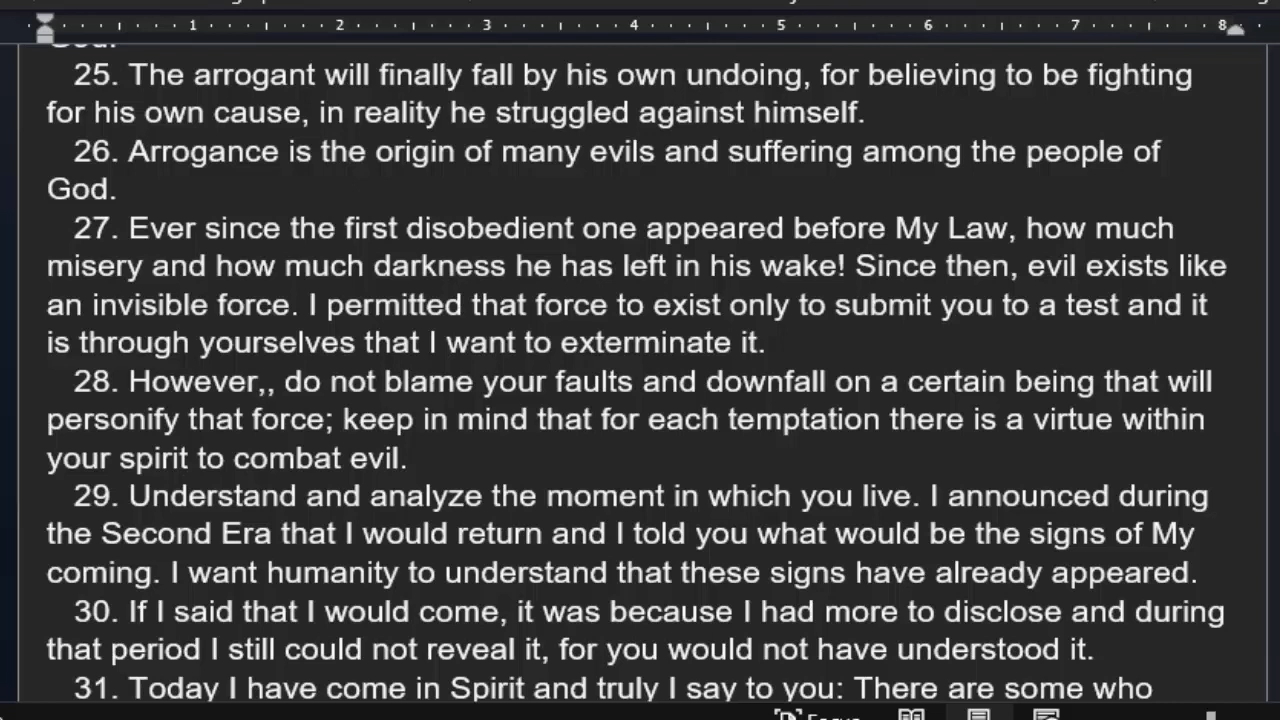 1 2 3 4 5 6 7 8
God.
25. The arrogant will finally fall by his own undoing, for believing to be fighting
for his own cause, in reality he struggled against himself.
26. Arrogance is the origin of many evils and suffering among the people of
God.
27. Ever since the first disobedient one appeared before My Law, how much
misery and how much darkness he has left in his wake! Since then, evil exists like
an invisible force. I permitted that force to exist only to submit you to a test and it
is through yourselves that I want to exterminate it.
28. However,, do not blame your faults and downfall on a certain being that will
personify that force; keep in mind that for each temptation there is a virtue within
your spirit to combat evil.
29. Understand and analyze the moment in which you live. I announced during
the Second Era that I would return and I told you what would be the signs of My
coming. I want humanity to understand that these signs have already appeared.
30. If I said that I would come, it was because I had more to disclose and during
that period I still could not reveal it, for you would not have understood it.
31. Today I have come in Spirit and truly I say to you: There are some who
Focus